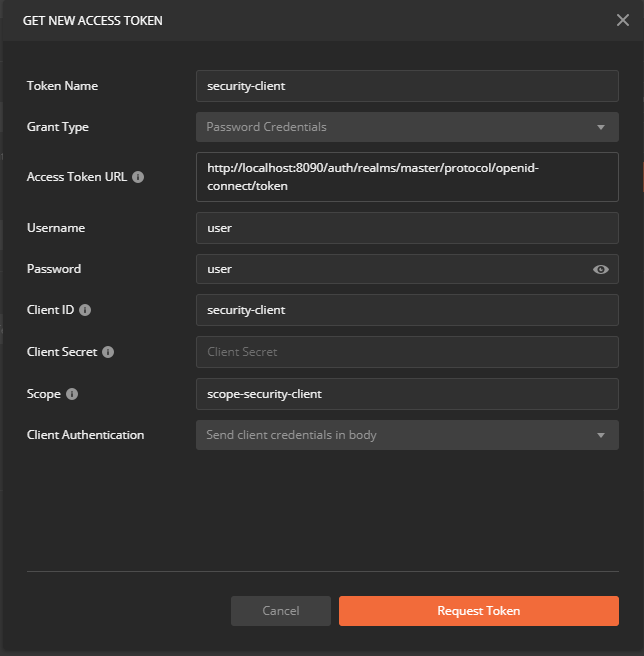 GET NEW ACCESS TOKEN
Token Name
security-client
Grant Type
Password Credentials
Access Token URL
http://localhost:8090/auth/realms/master/protocol/openid-
connect/token
Username
user
Password
user
Client ID
security-client
Client Secret
Client Secret
Scope
scope-security-client
Client Authentication
Send client credentials in body
Cancel
Request Token